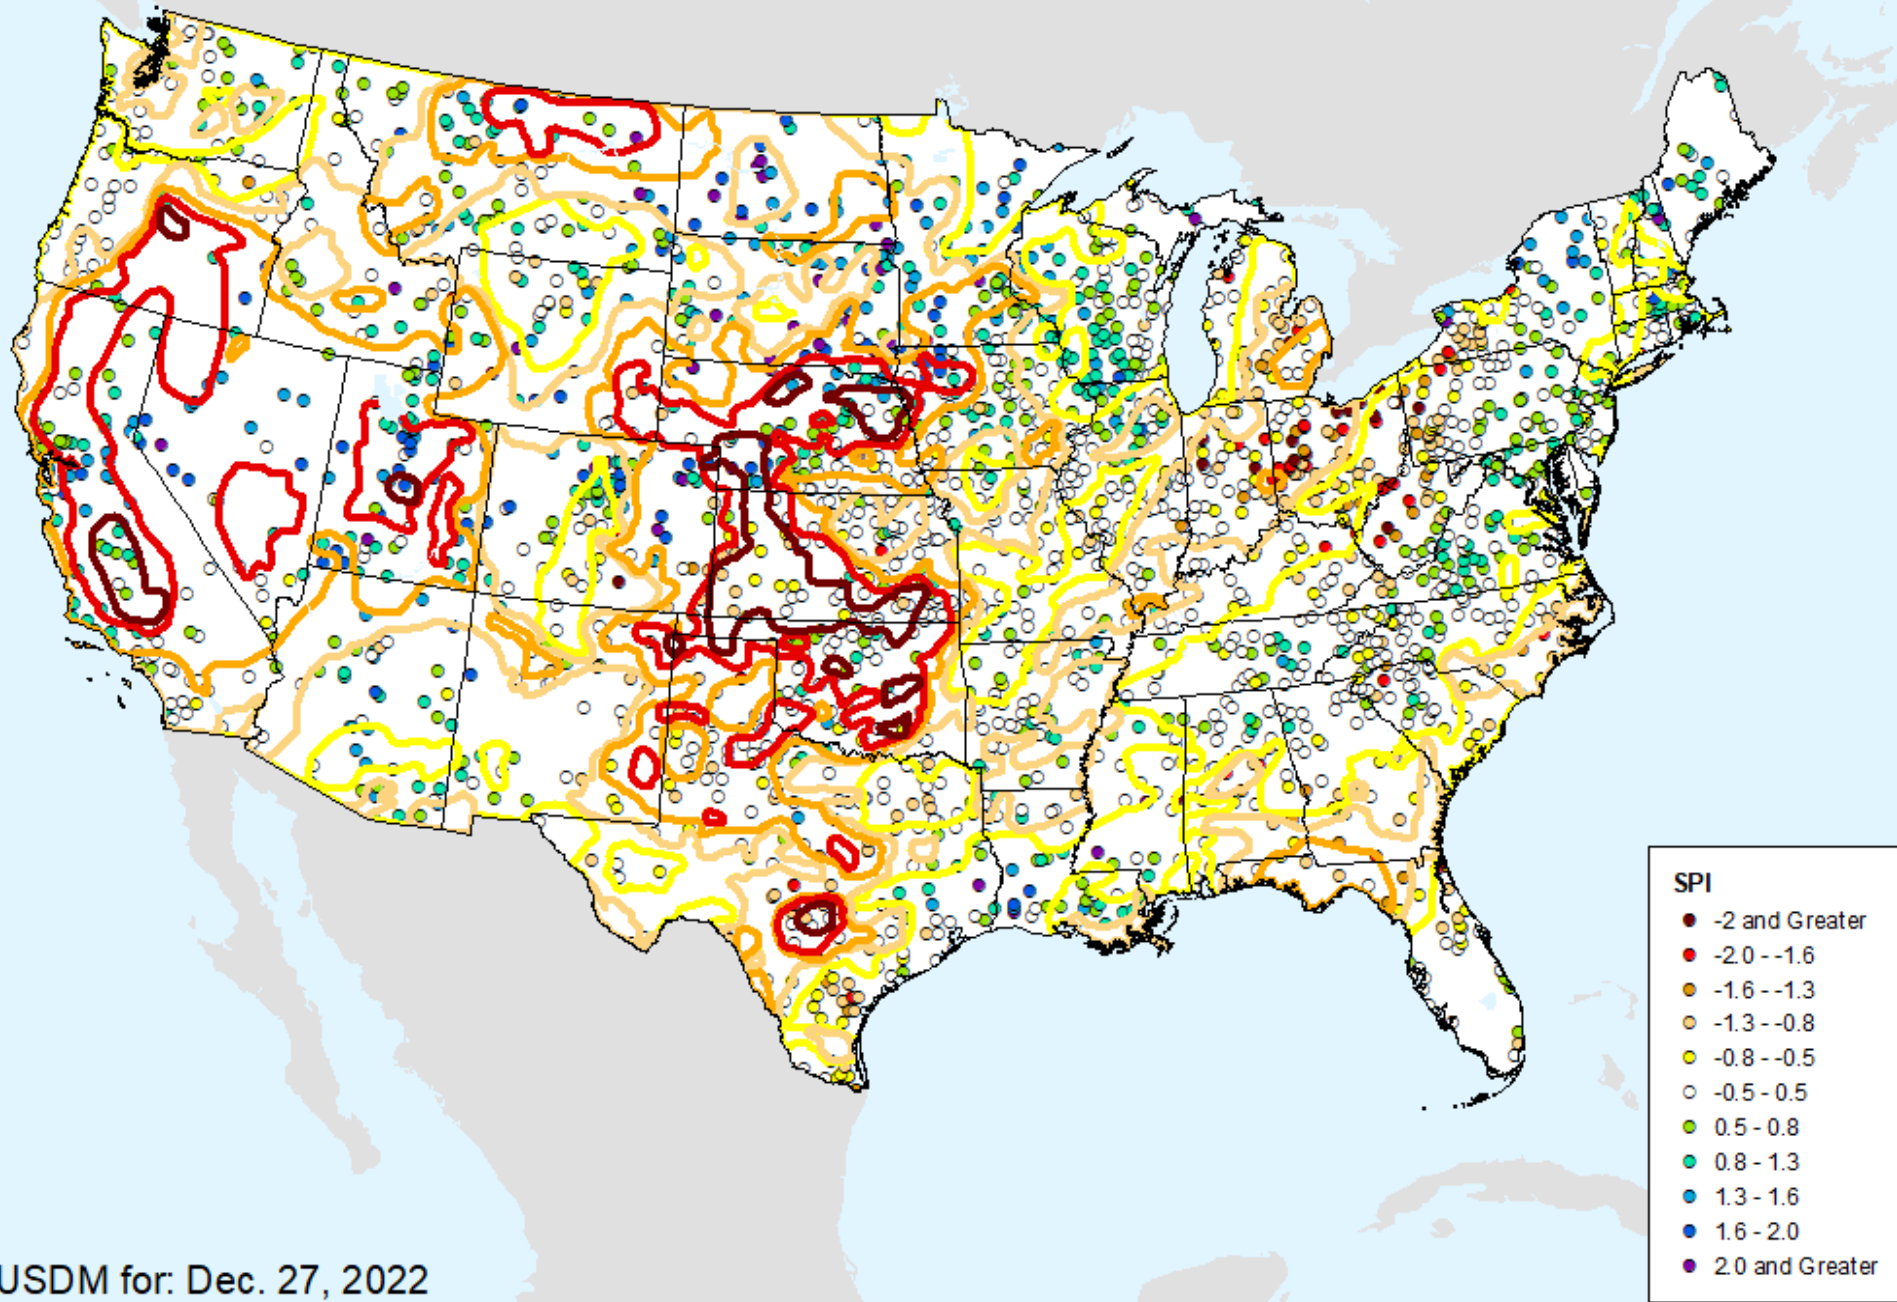 SPI
-2 and Greater
-2.0 - -1.6
-1.6 - -1.3
-1.3 - -0.8
-0.8 - -0.5
-0.5 - 0.5
0.5 - 0.8
0.8 - 1.3
1.3 - 1.6
1.6 - 2.0
2.0 and Greater
USDM for: Dec. 27, 2022